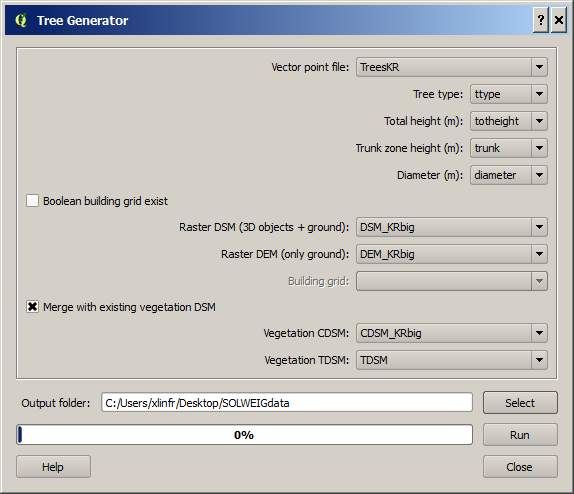 Tree Generator
Vector point file: TreesKR
Tree type: ttype
Total height (m): totheight
Trunk zone height (m): trunk
Diameter (m): diameter
Boolean building grid exist
Raster DSM (3D objects + ground): DSM_KRbig
Raster DEM (only ground): DEM_KRbig
Building grid:
Merge with existing vegetation DSM
Vegetation CDSM: CDSM_KRbig
Vegetation TDSM: TDSM
Output folder: C:/Users/xlinfr/Desktop/SOLWEIGdata Select
0% Run
Help Close